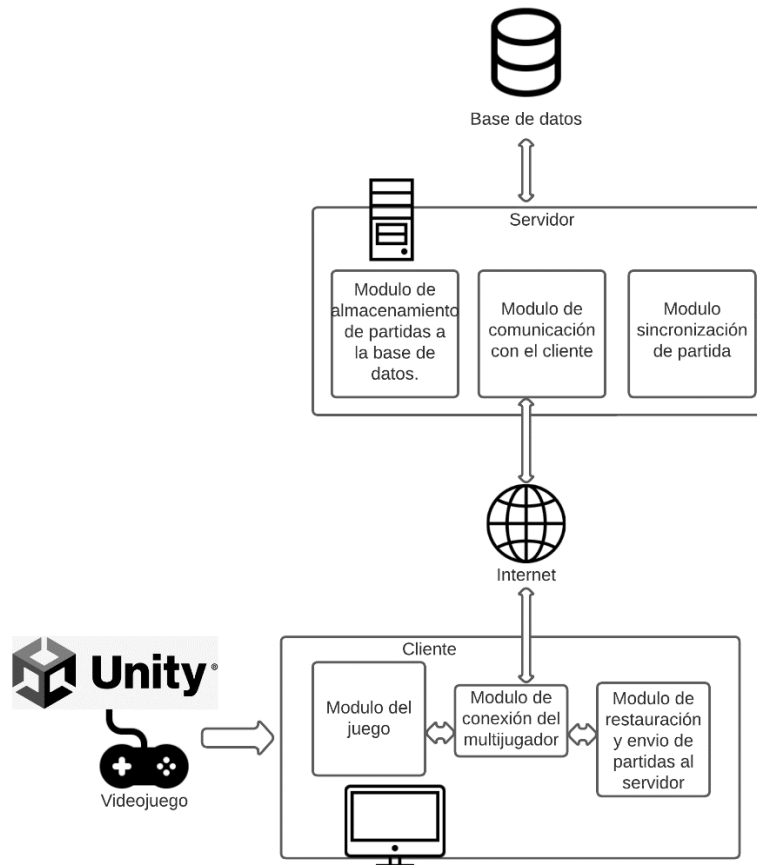 Base de datos
Servidor
Modulo de
almacenamiento
de partidas a
la base de
datos.
Modulo de
comunicación
con el cliente
Modulo
sincronización
de partida
Internet
Unity
Videojuego
Cliente
Modulo del
juego
Modulo de
conexión del
multijugador
Modulo de
restauración
y envio de
partidas al
servidor